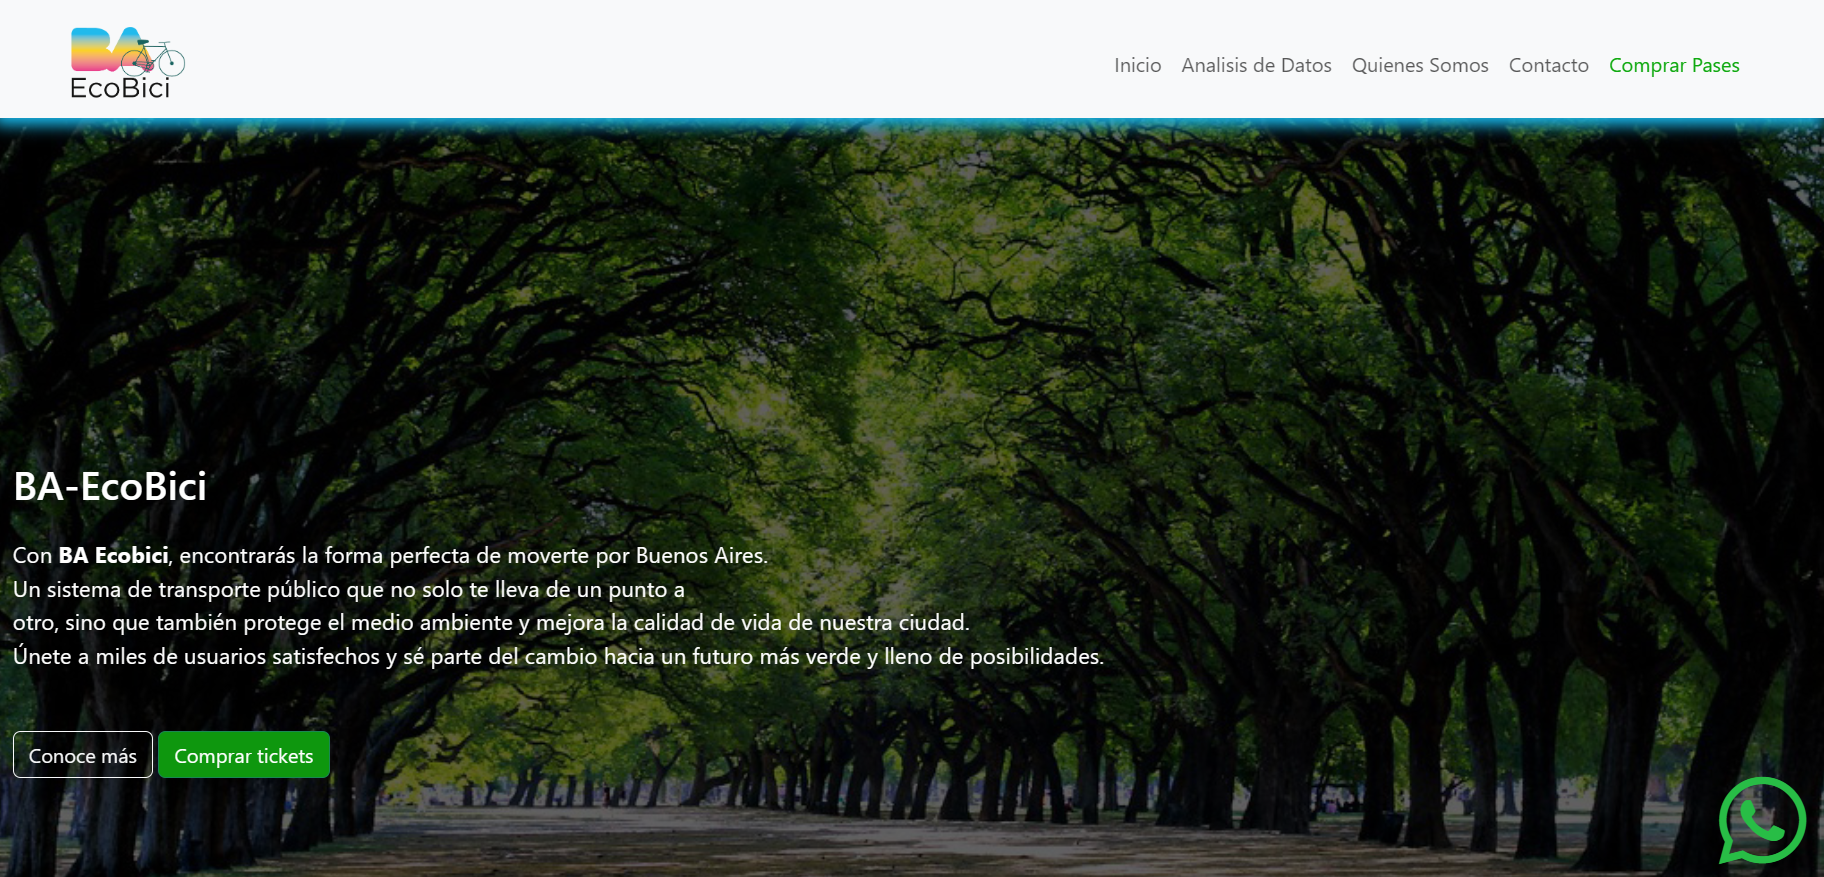 BA
EcoBici
Inicio Analisis de Datos Quienes Somos Contacto Comprar Pases
BA-EcoBici
Con BA Ecobici, encontrarás la forma perfecta de moverte por Buenos Aires.
Un sistema de transporte público que no solo te lleva de un punto a
otro, sino que también protege el medio ambiente y mejora la calidad de vida de nuestra ciudad.
Únete a miles de usuarios satisfechos y sé parte del cambio hacia un futuro más verde y lleno de posibilidades.
Conoce más Comprar tickets